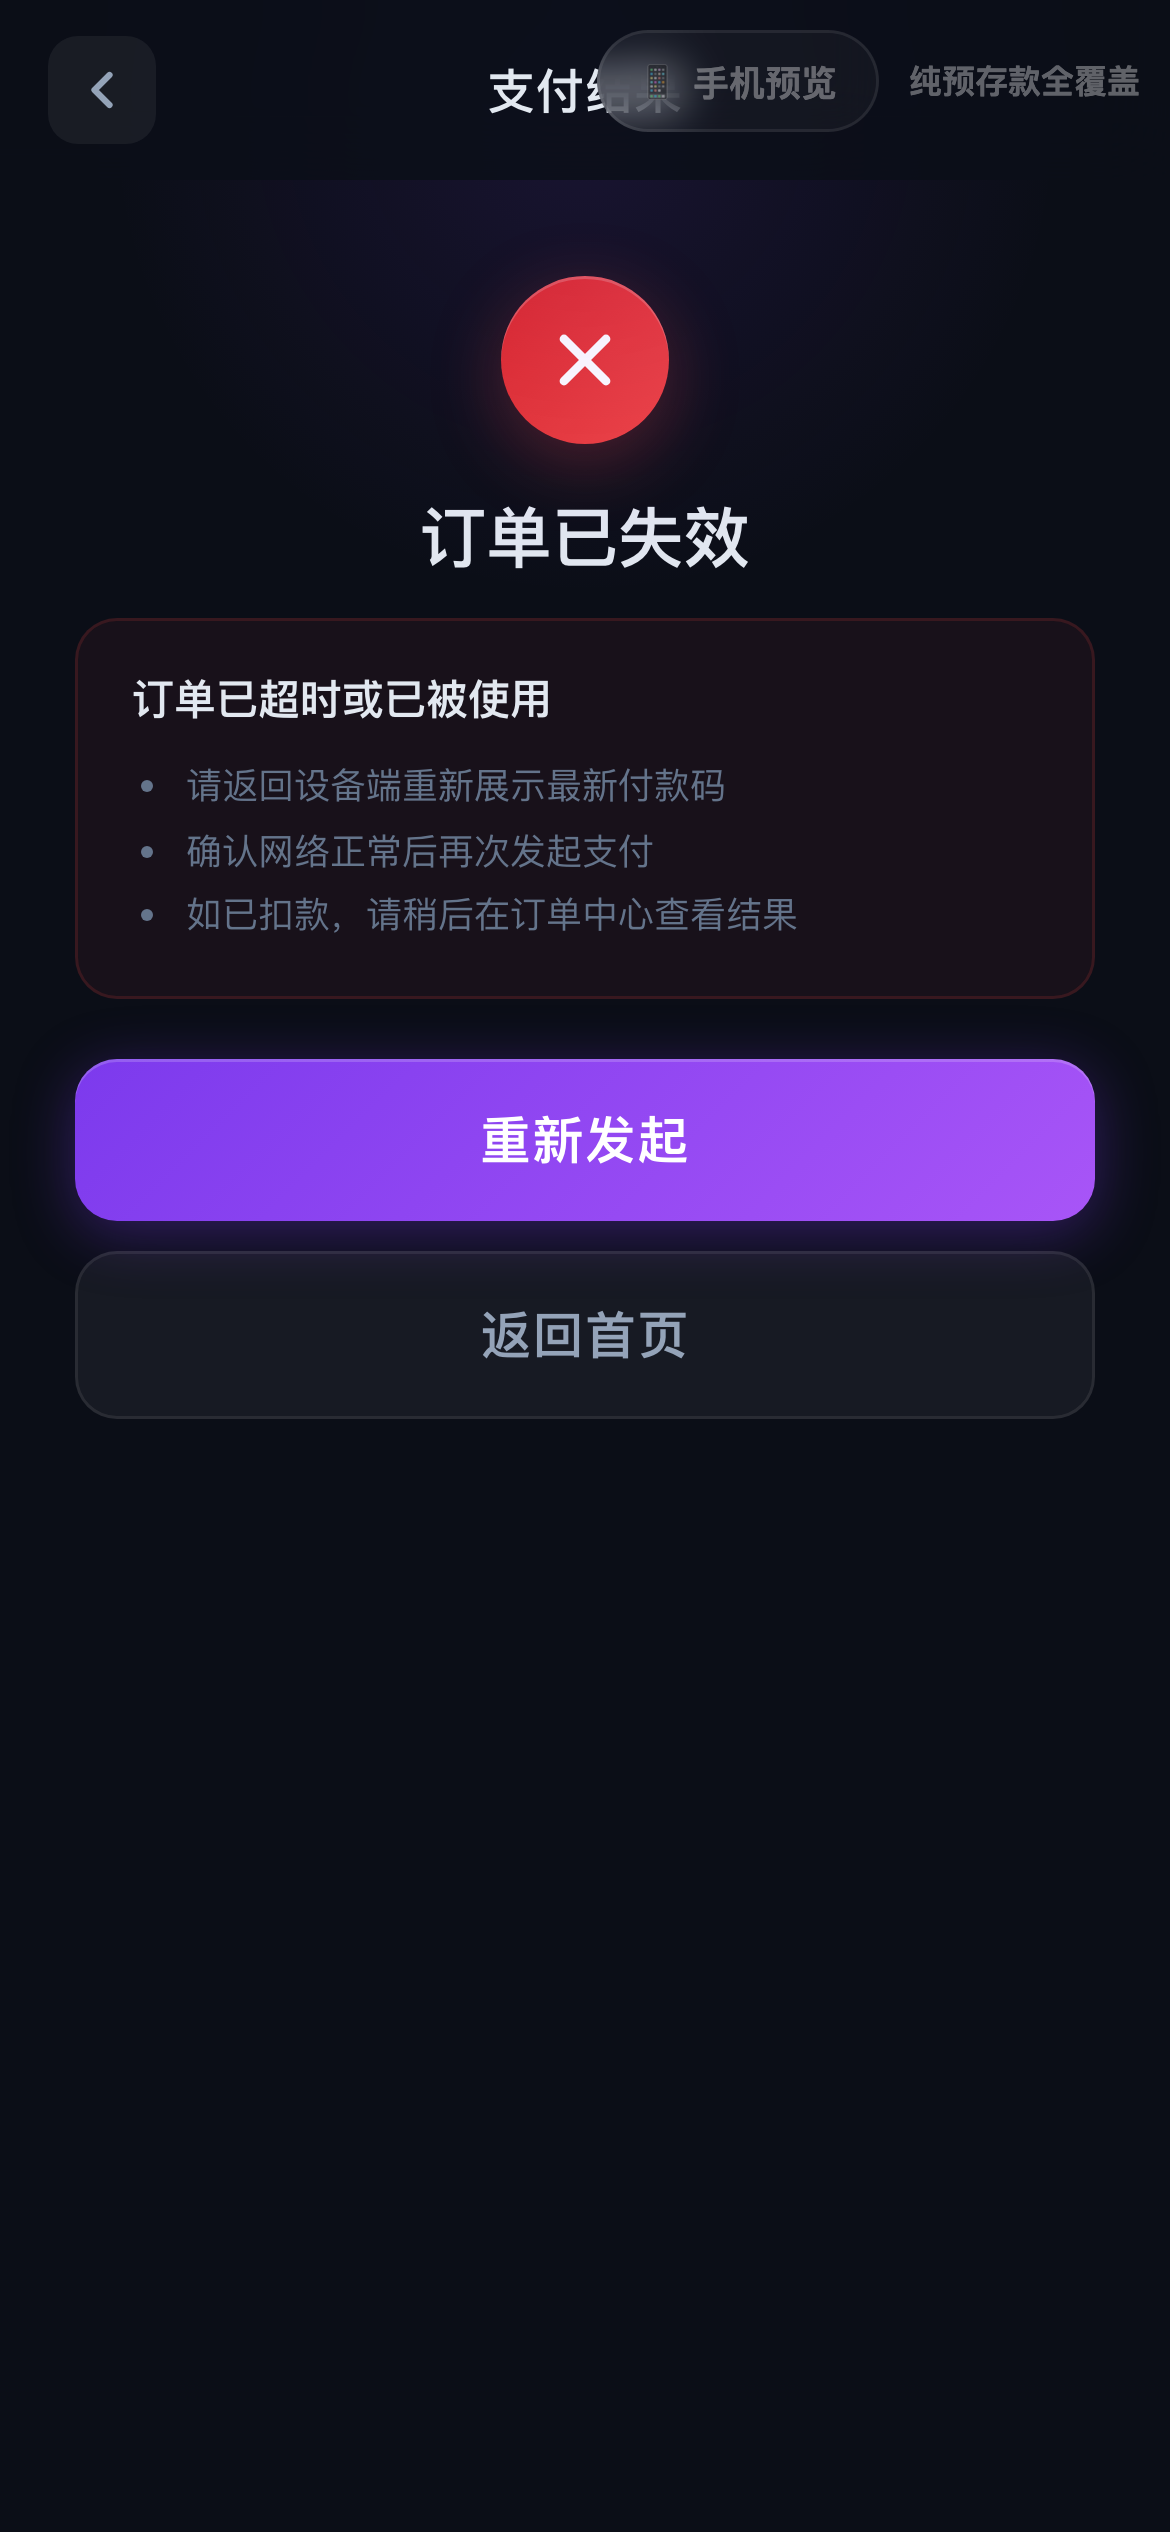 支付结果
手机预览
纯预存款全覆盖
订单已失效
订单已超时或已被使用
请返回设备端重新展示最新付款码
确认网络正常后再次发起支付
如已扣款，请稍后在订单中心查看结果
重新发起
返回首页